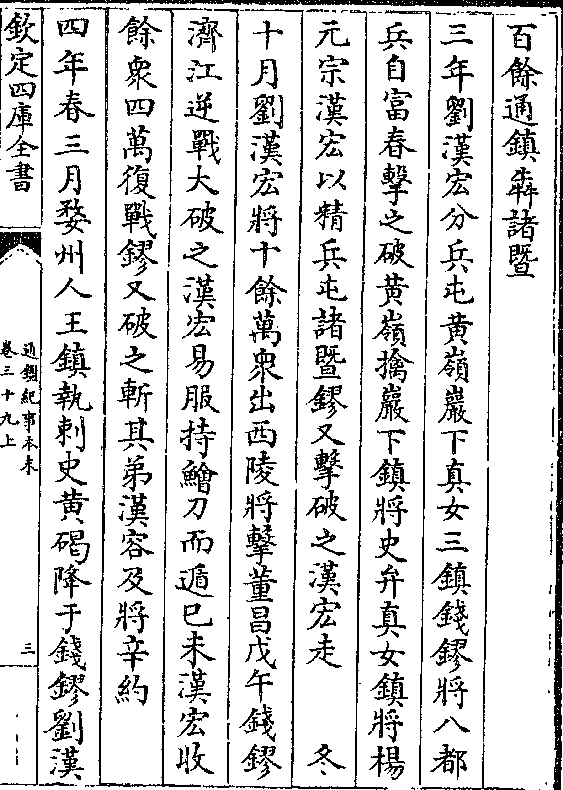 百餘通鎮犇諸暨
三年劉漢宏分兵屯黄嶺巖下真女三鎮錢鏐將八都
兵自富春擊之破黄嶺擒巖下鎮將史弁真女鎮將楊
元宗漢宏以精兵屯諸暨鏐又擊破之漢宏走　冬
十月劉漢宏將十餘萬衆出西陵將擊董昌戊午錢鏐
濟江逆戰大破之漢宏易服持鱠刀而遁已未漢宏收
餘衆四萬復戰鏐又破之斬其弟漢容及將辛約
四年春三月婺州人王鎮執刺史黄碣降于錢鏐劉漢
欽定四庫全書
通鑑紀事本末
卷三十九上
三